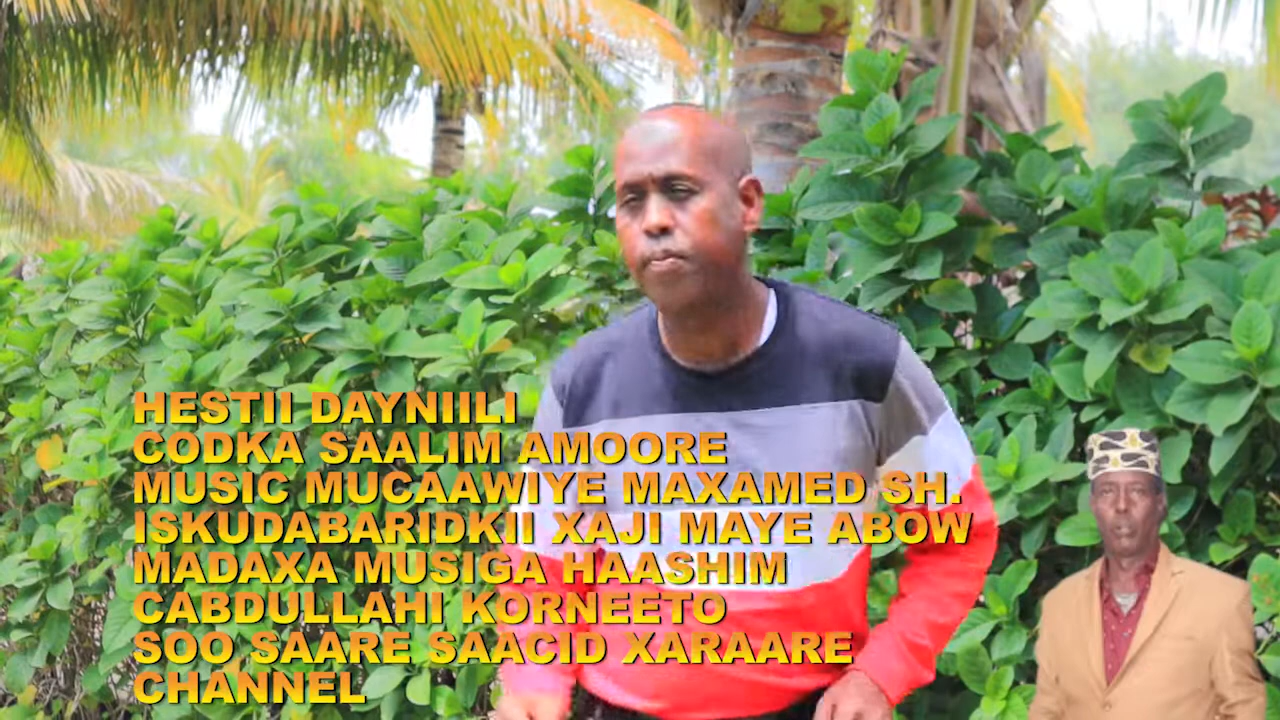 HESTII DAYNIILI
CODKA SAALIM AMOORE
MUSIC MUCAAWIYE MAXAMED SH.
ISKUDABARIDKII XAJI MAYE ABOW
MADAXA MUSIGA HAASHIM
CABDULLAHI KORNEETO
SOO SAARE SAACID XARAARE
CHANNEL